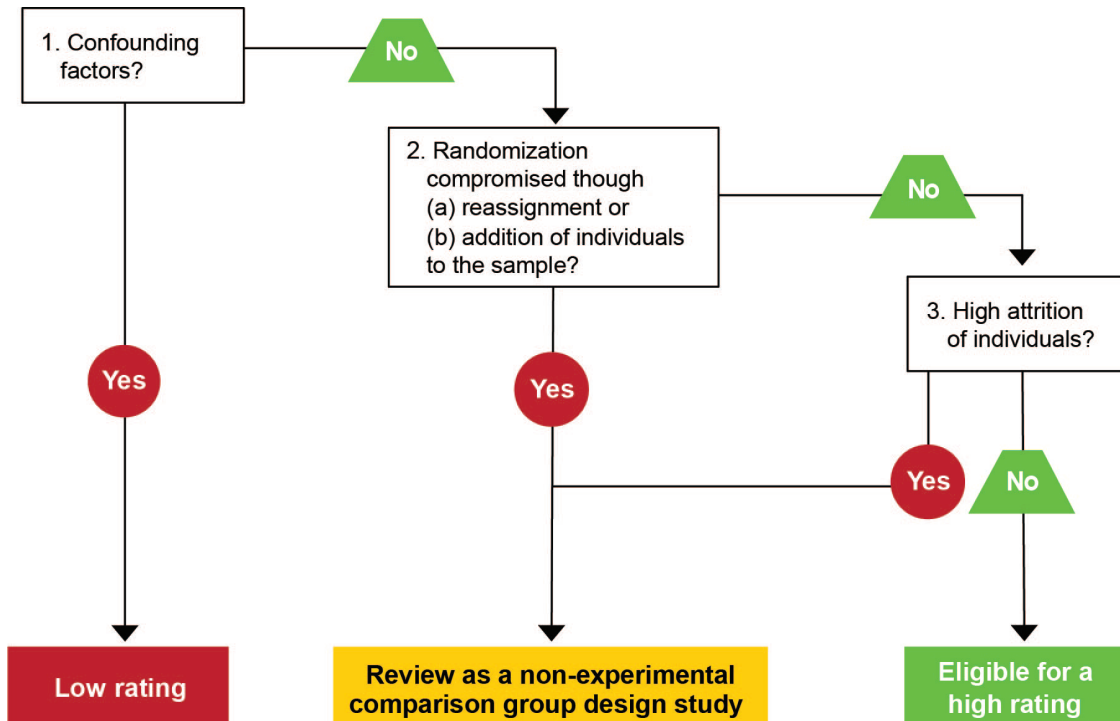 1. Confounding
factors?
No
2. Randomization
compromised though
(a) reassignment or
(b) addition of individuals
to the sample?
No
3. High attrition
of individuals?
Yes
Yes
Yes
No
Low rating
Review as a non-experimental
comparison group design study
Eligible for a
high rating